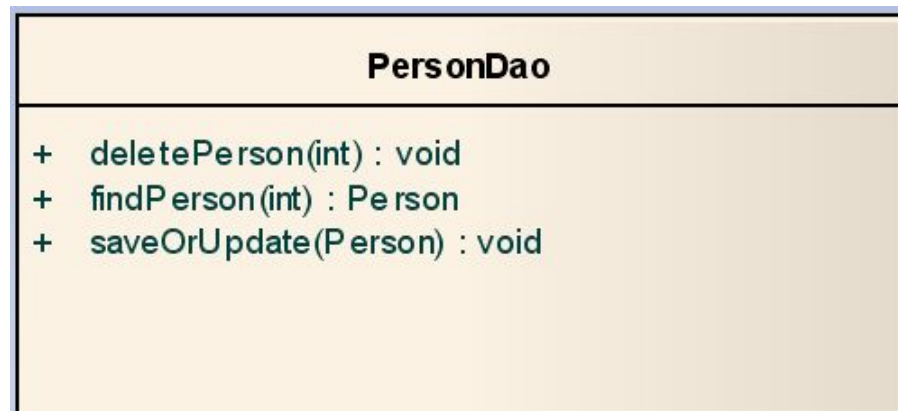 PersonDao
+ deletePerson(int) : void
+ findPerson(int) : Person
+ saveOrUpdate(Person) : void